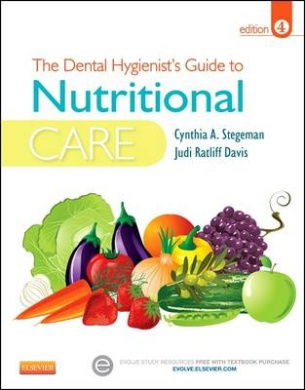 edition 4
The Dental Hygienist's Guide to
Nutritional
CARE
Cynthia A. Stegeman
Judi Ratliff Davis
ELSEVIER
e
EVOLVE STUDY RESOURCES FREE WITH TEXTBOOK PURCHASE
EVOLVE.ELSEVIER.COM